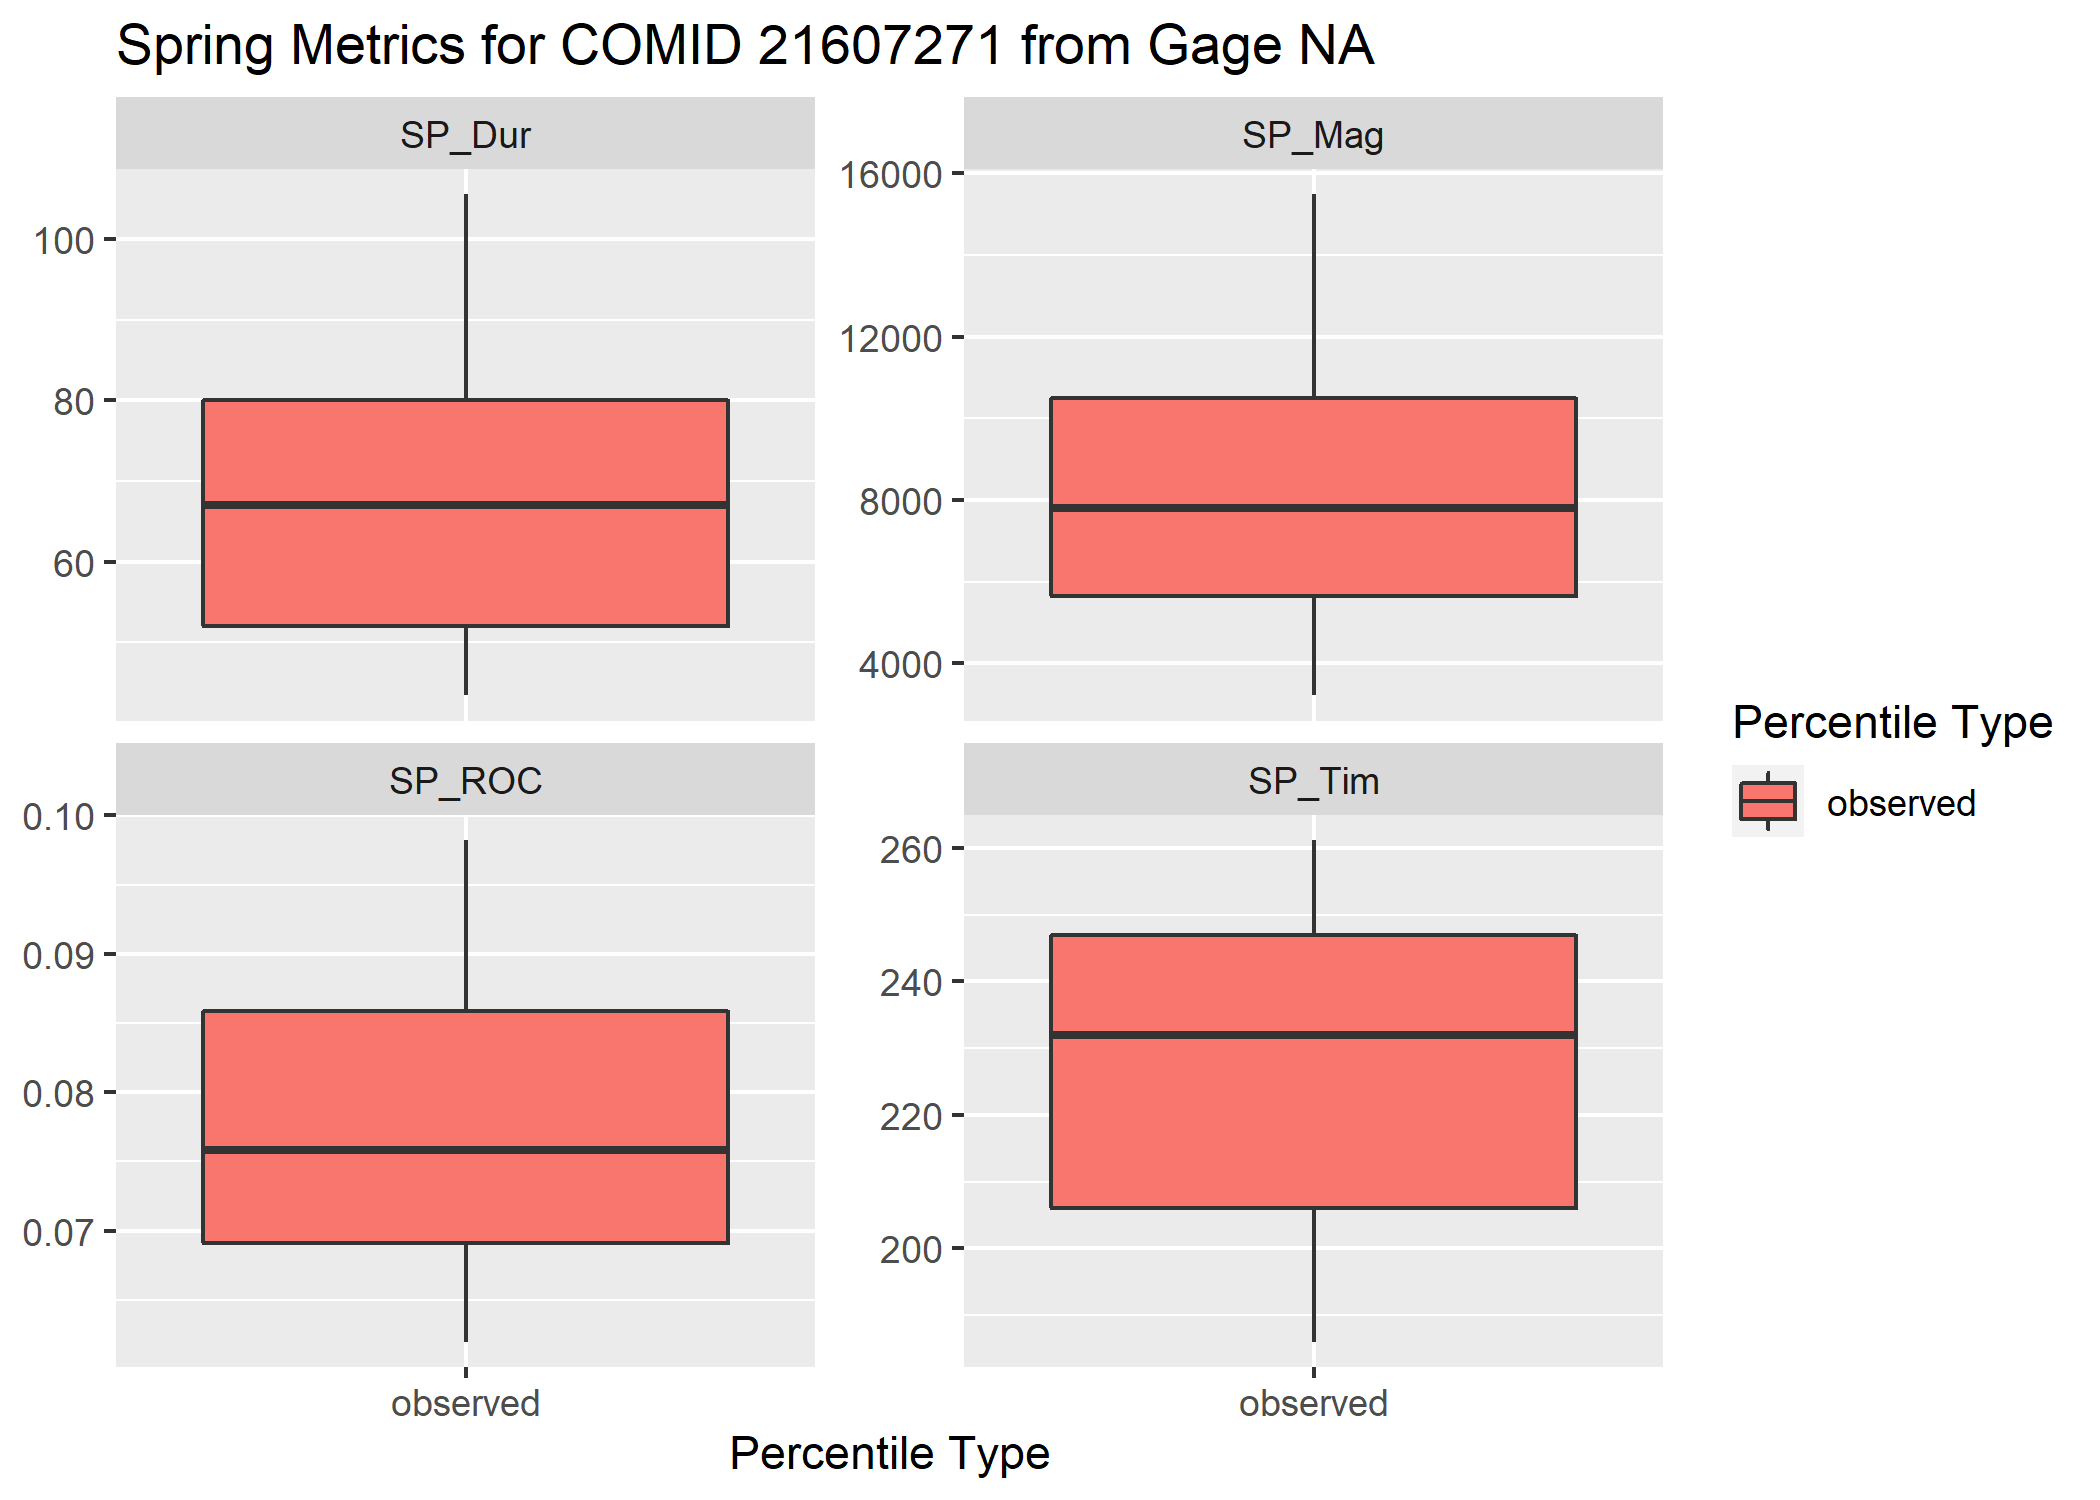 Spring Metrics for COMID 21607271 from Gage NA
SP_Dur
100
80
60
SP_Mag
16000
12000
8000
4000
SP_ROC
0.10
0.09
0.08
0.07
observed
SP_Tim
260
240
220
200
observed
Percentile Type
Percentile Type
observed